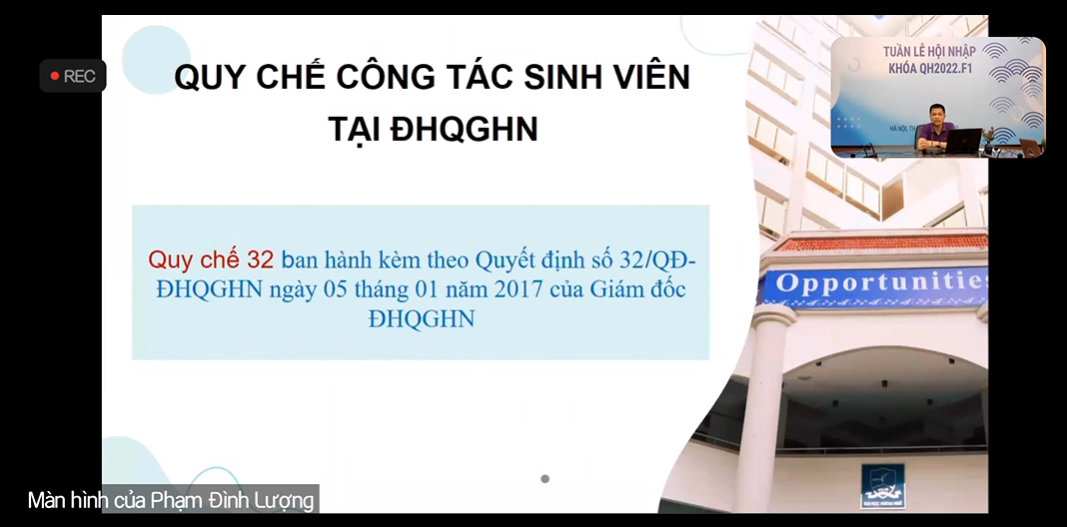 REC
QUY CHẾ CÔNG TÁC SINH VIÊN
TẠI ĐHQGHN
Quy chế 32 ban hành kèm theo Quyết định số 32/QĐ-
ĐHQGHN ngày 05 tháng 01 năm 2017 của Giám đốc
ĐHQGHN
TUẦN LỄ HỘI NHẬP
KHÓA QH2022.F1
HÀ NỘI, TH
Opportunitie
Màn hình của Phạm Đình Lượng